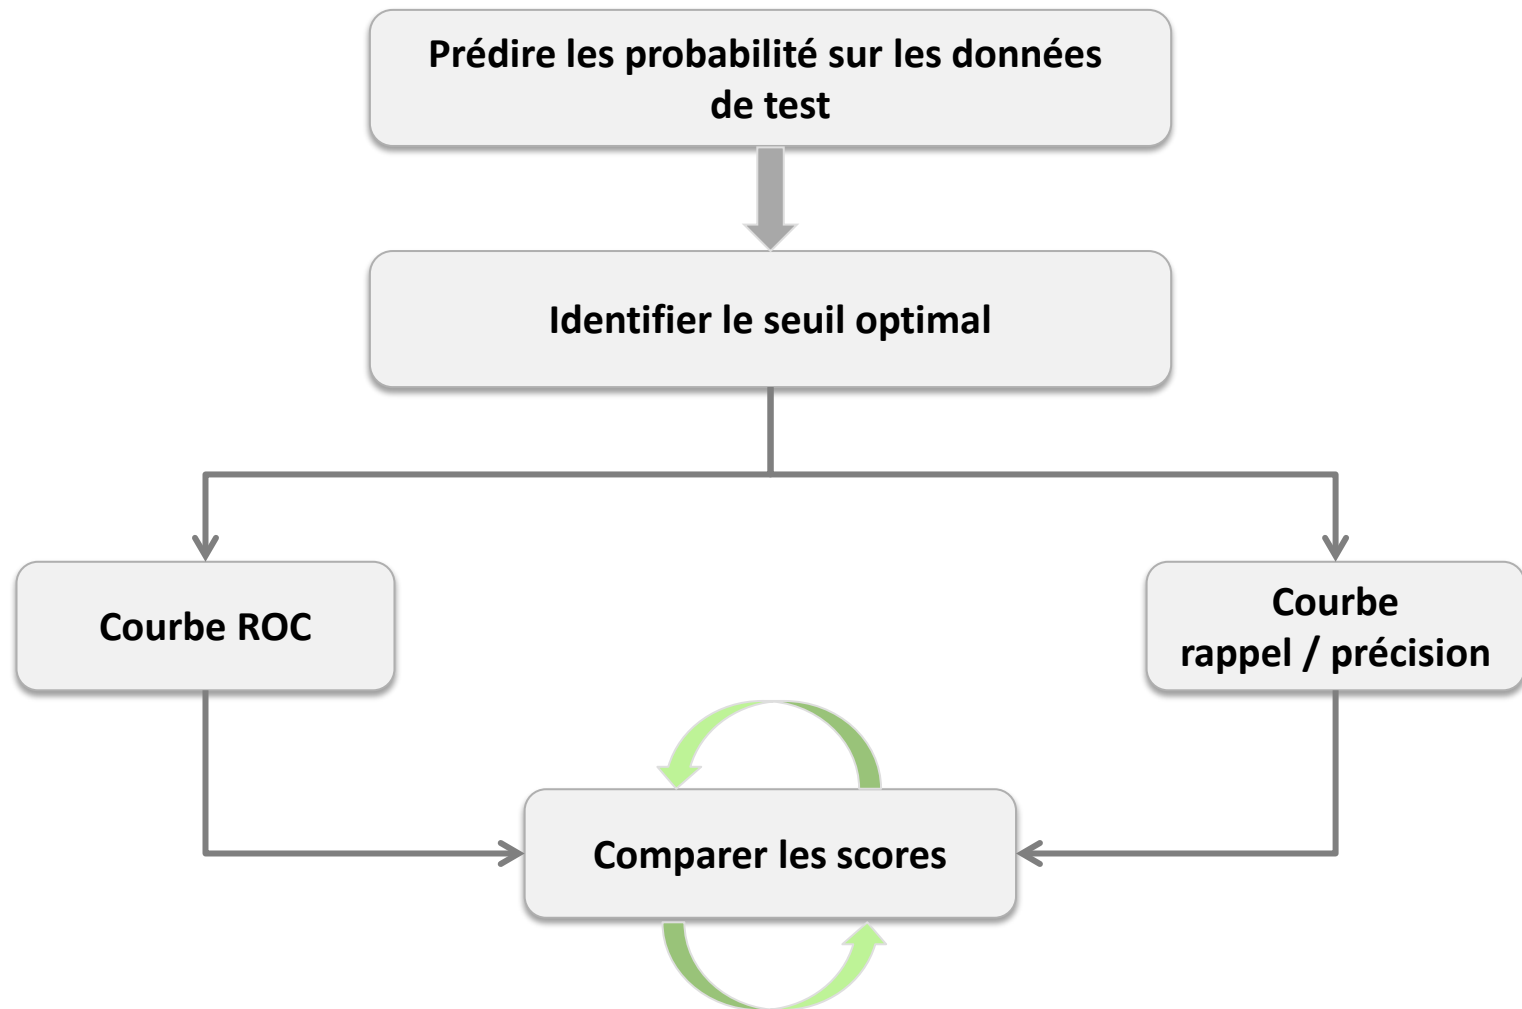 Prédire les probabilité sur les données
de test
Identifier le seuil optimal
Courbe ROC
Courbe
rappel / précision
Comparer les scores